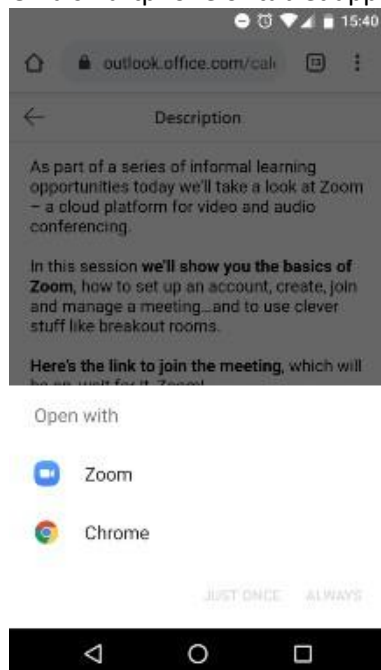 15:40
outlook.office.com/cale
13
Description
As part of a series of informal learning
opportunities today we'll take a look at Zoom
– a cloud platform for video and audio
conferencing.
In this session we'll show you the basics of
Zoom, how to set up an account, create, join
and manage a meeting...and to use clever
stuff like breakout rooms.
Here's the link to join the meeting, which will
Open with
Zoom
Chrome
JUST ONCE ALWAYS